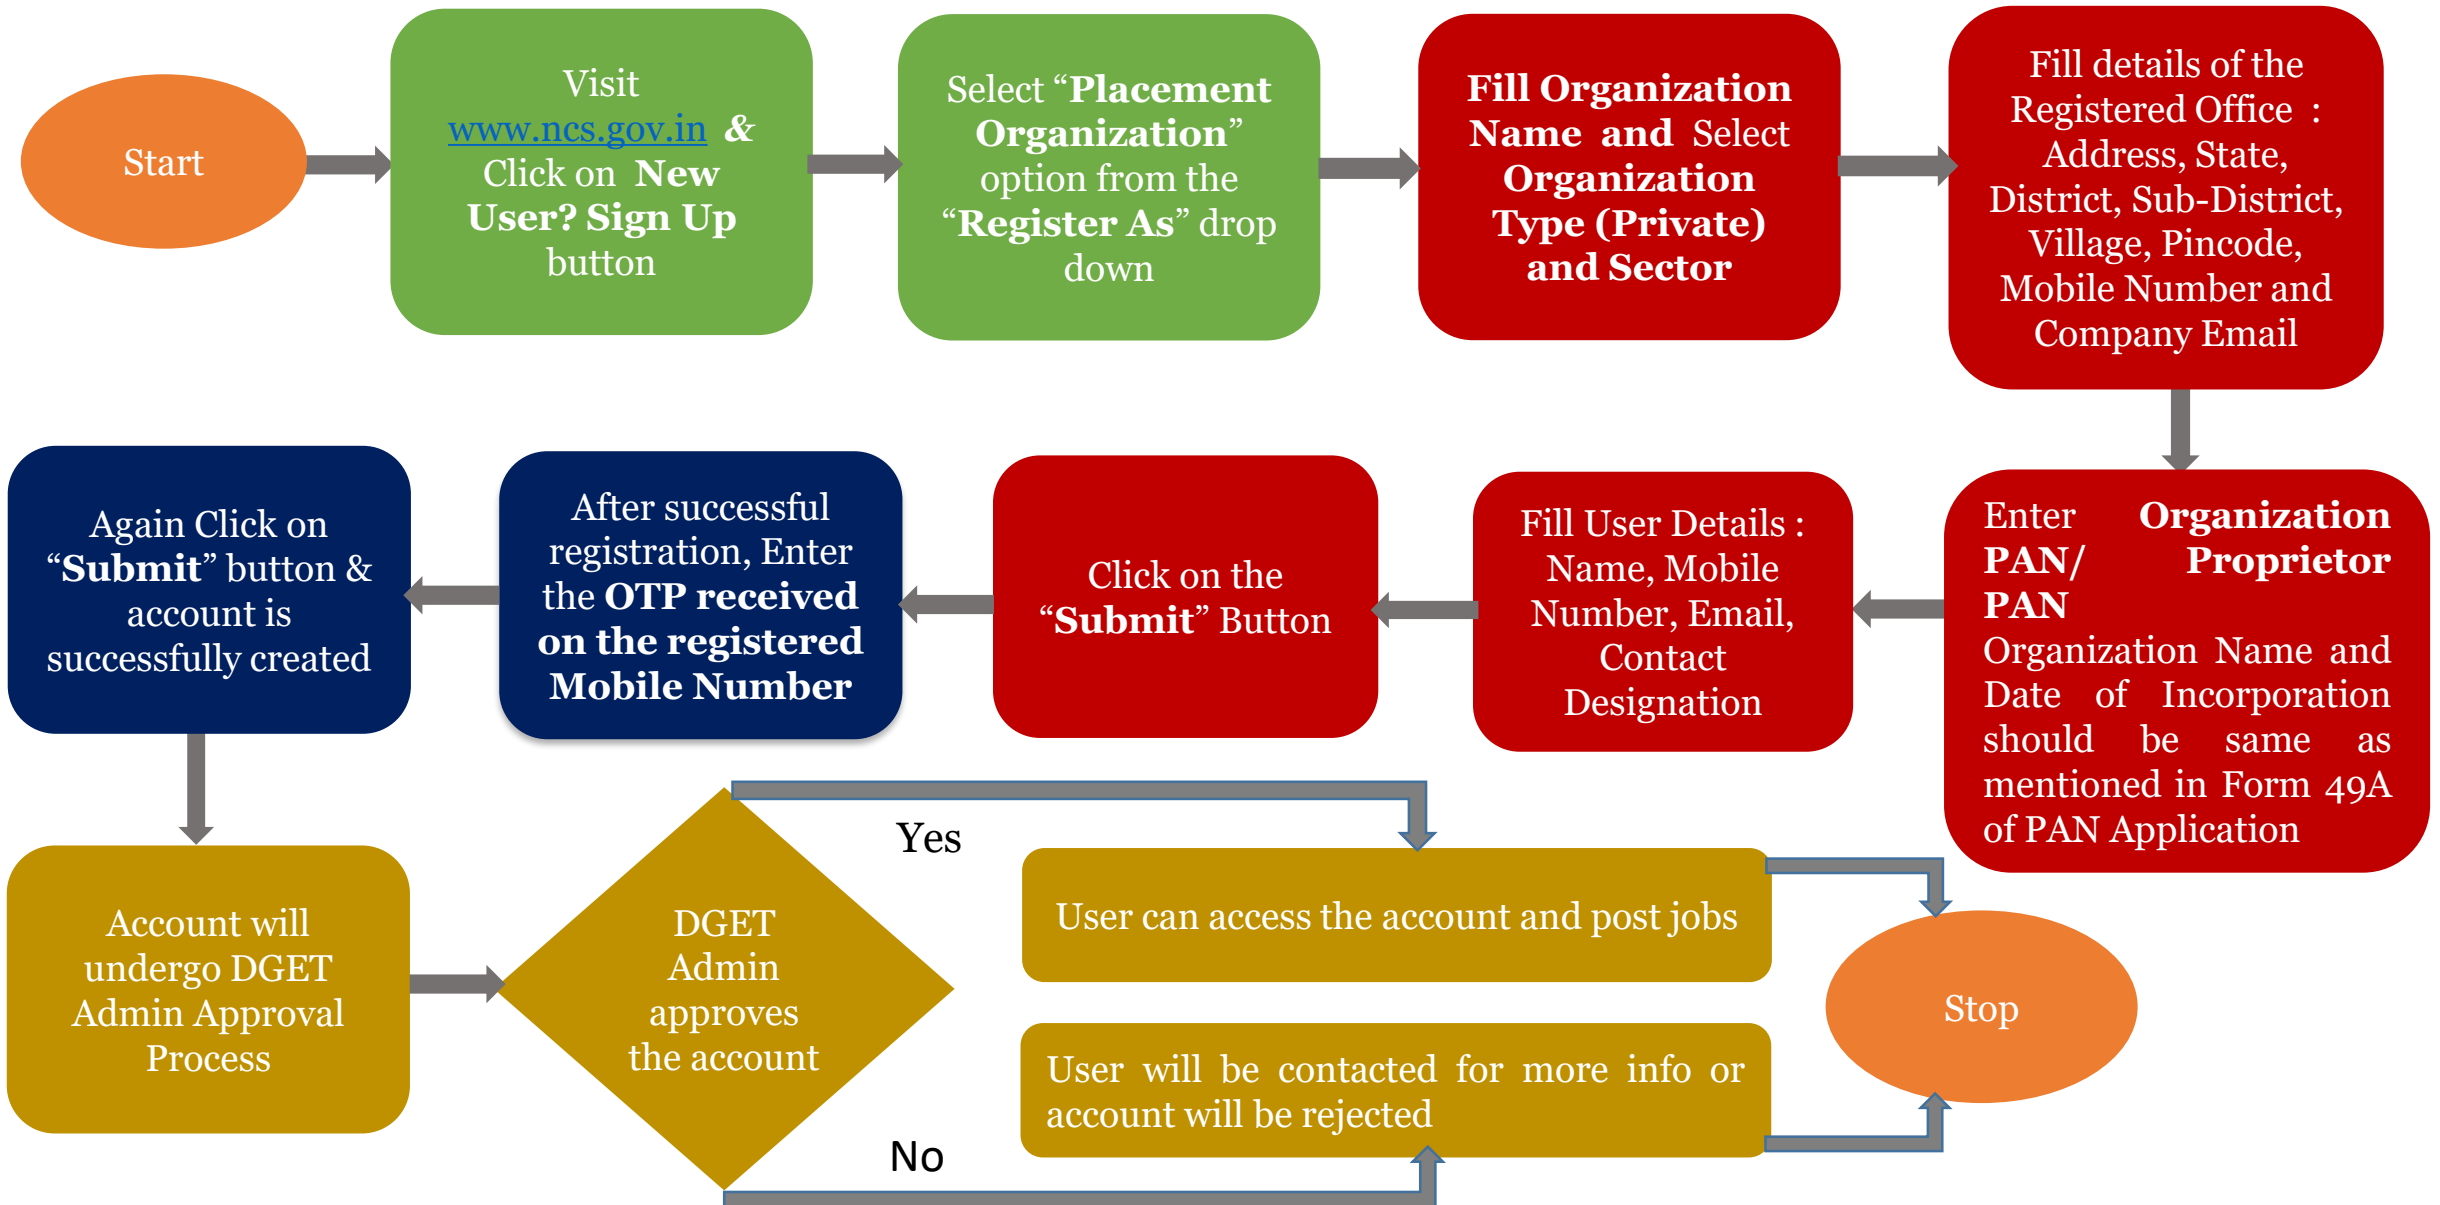 Start
Visit
www.ncs.gov.in &
Click on New
User? Sign Up
button
Select “Placement
Organization”
option from the
“Register As” drop
down
Fill Organization
Name and Select
Organization
Type (Private)
and Sector
Fill details of the
Registered Office :
Address, State,
District, Sub-District,
Village, Pincode,
Mobile Number and
Company Email
Enter Organization
PAN/ Proprietor
PAN
Organization Name and
Date of Incorporation
should be same as
mentioned in Form 49A
of PAN Application
Fill User Details :
Name, Mobile
Number, Email,
Contact
Designation
Click on the
“Submit” Button
After successful
registration, Enter
the OTP received
on the registered
Mobile Number
Again Click on
“Submit” button &
account is
successfully created
Account will
undergo DGET
Admin Approval
Process
DGET
Admin
approves
the account
Yes
User can access the account and post jobs
No
User will be contacted for more info or
account will be rejected
Stop